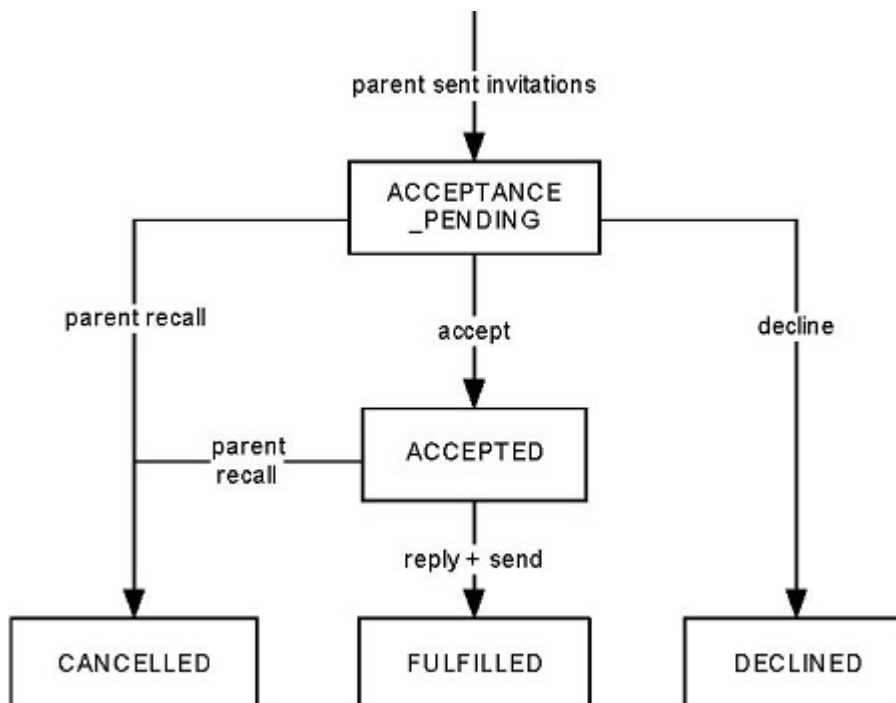 parent sent invitations
ACCEPTANCE
_PENDING
parent recall
accept
decline
parent
recall
ACCEPTED
reply + send
CANCELLED
FULFILLED
DECLINED